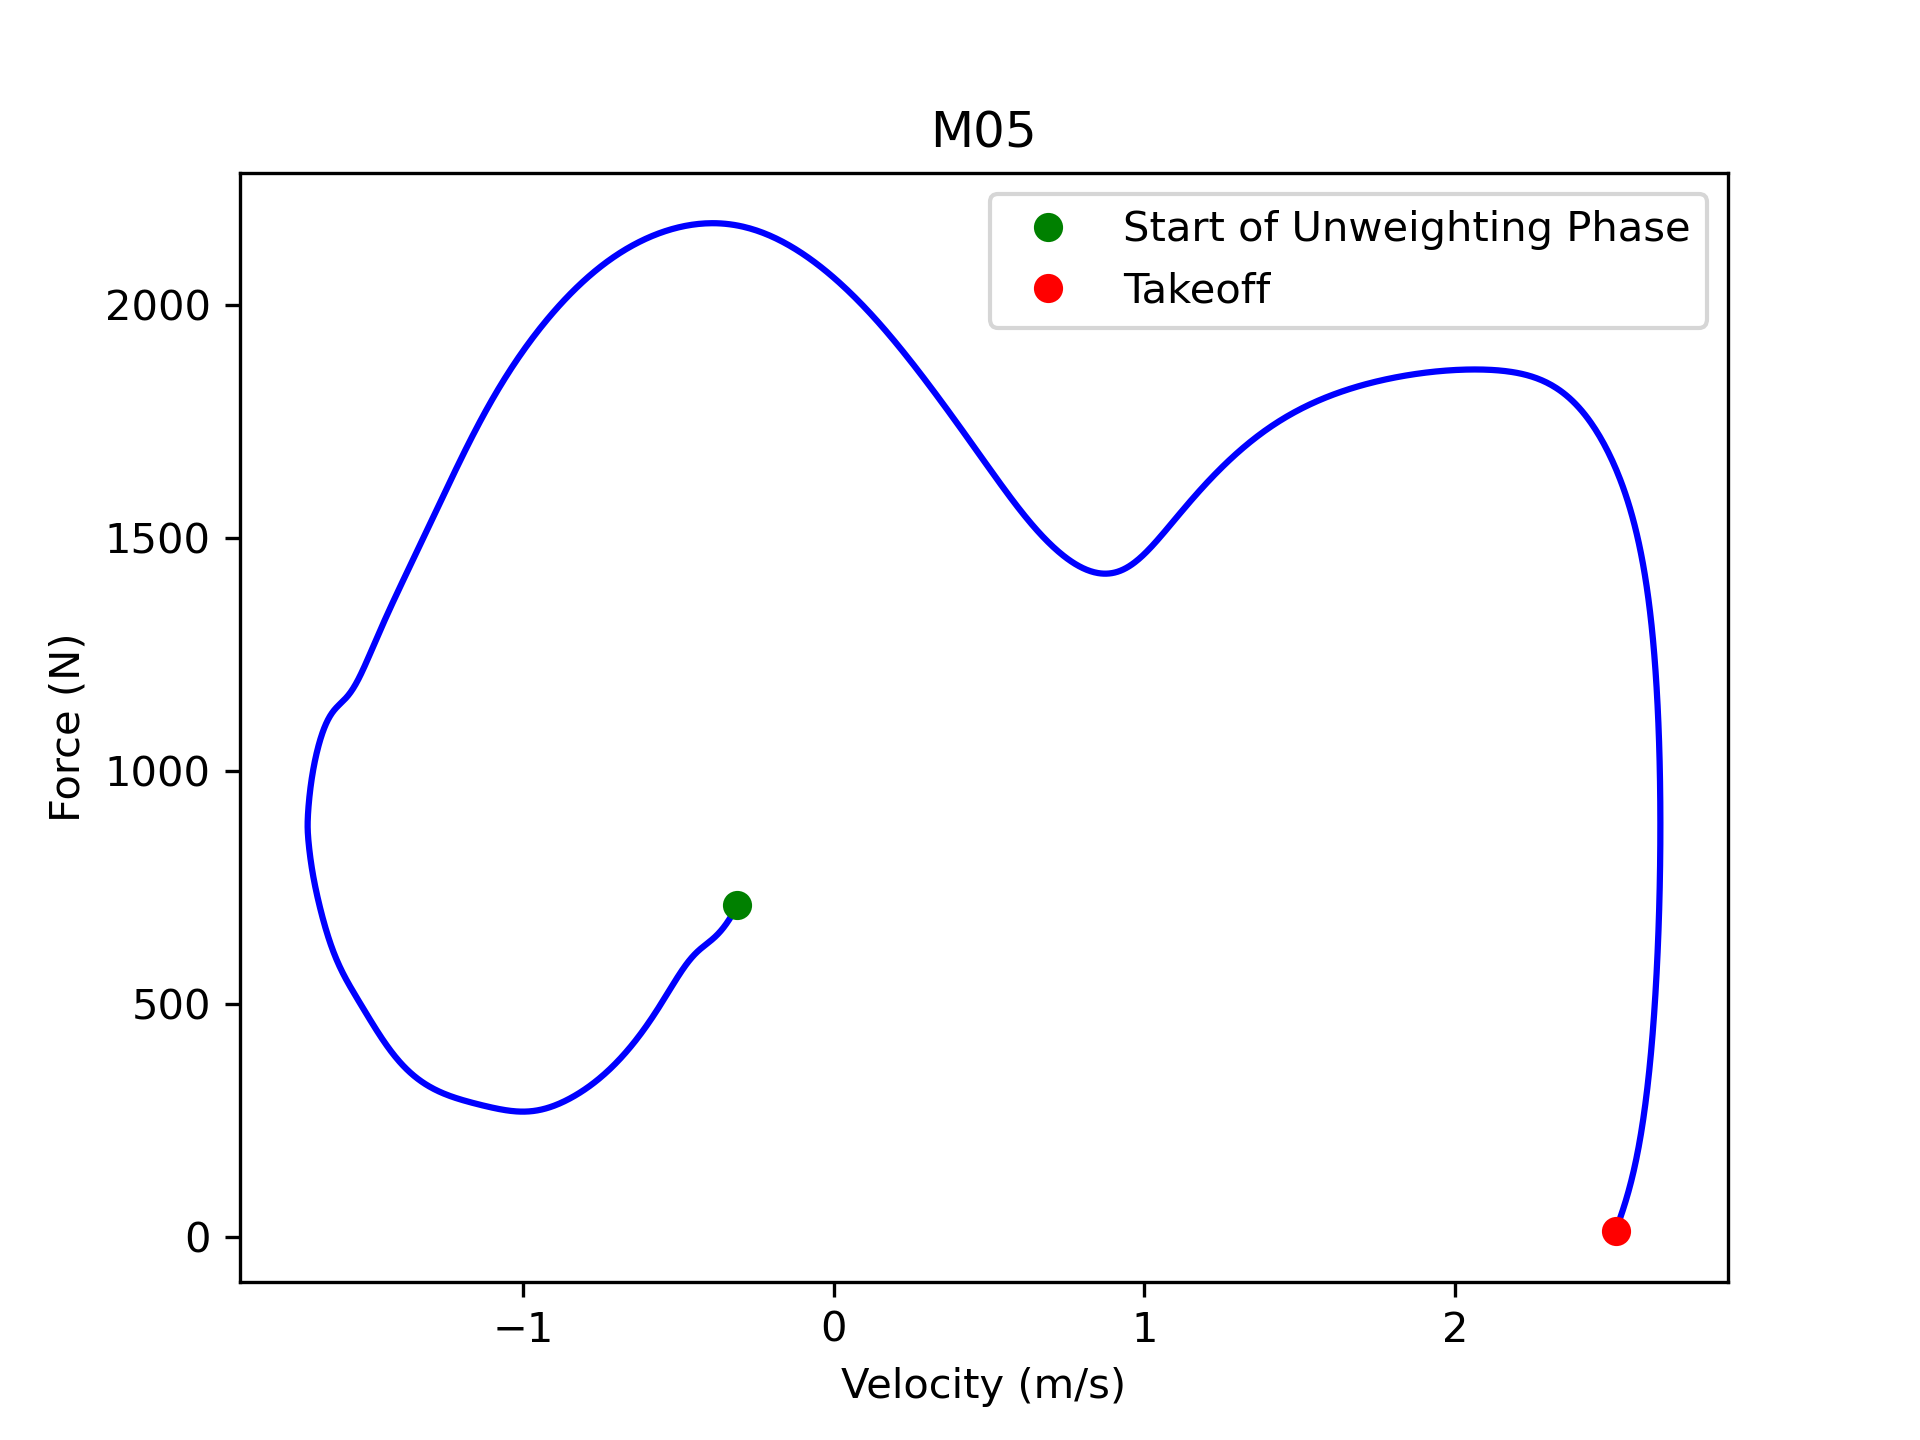 M05
Start of Unweighting Phase
Takeoff
Force (N)
2000
1500
1000
500
0
−1 0 1 2
Velocity (m/s)